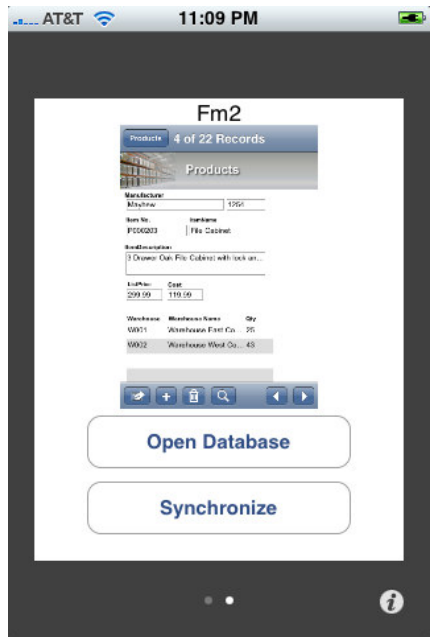 AT&T 11:09 PM
Fm2
Products 4 of 22 Records
Products
Manufacturer
Mayhew 1254
Item No. ItemName
P000203 File Cabinet
ItemDescription
3 Drawer Oak File Cabinet with lock an...
ListPrice Cost
299.99 119.99
Warehouse Warehouse Name Qty
W001 Warehouse East Co... 25
W002 Warehouse West Co... 43
Open Database
Synchronize